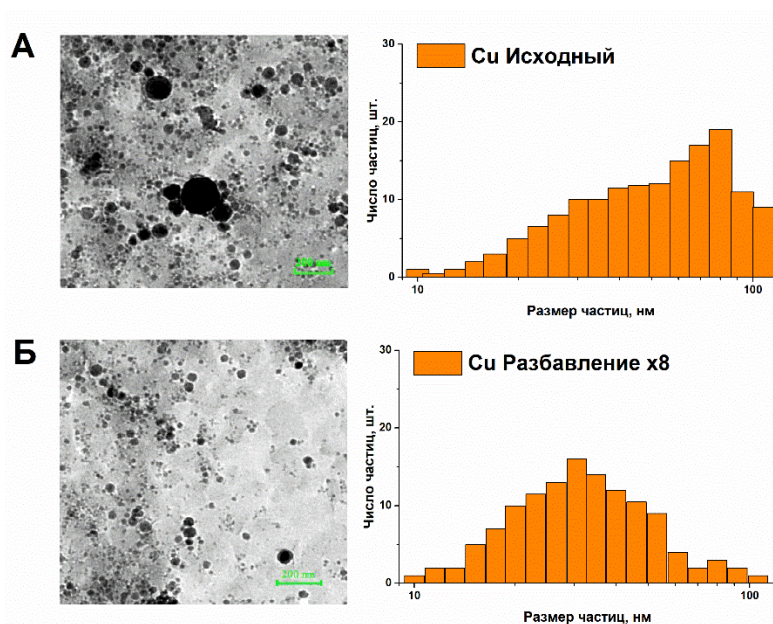 А
Cu Исходный
Число частиц, шт.
30
20
10
0
10
100
Размер частиц, нм
Б
200 nm
Cu Разбавление x8
Число частиц, шт.
30
20
10
0
10
100
Размер частиц, нм